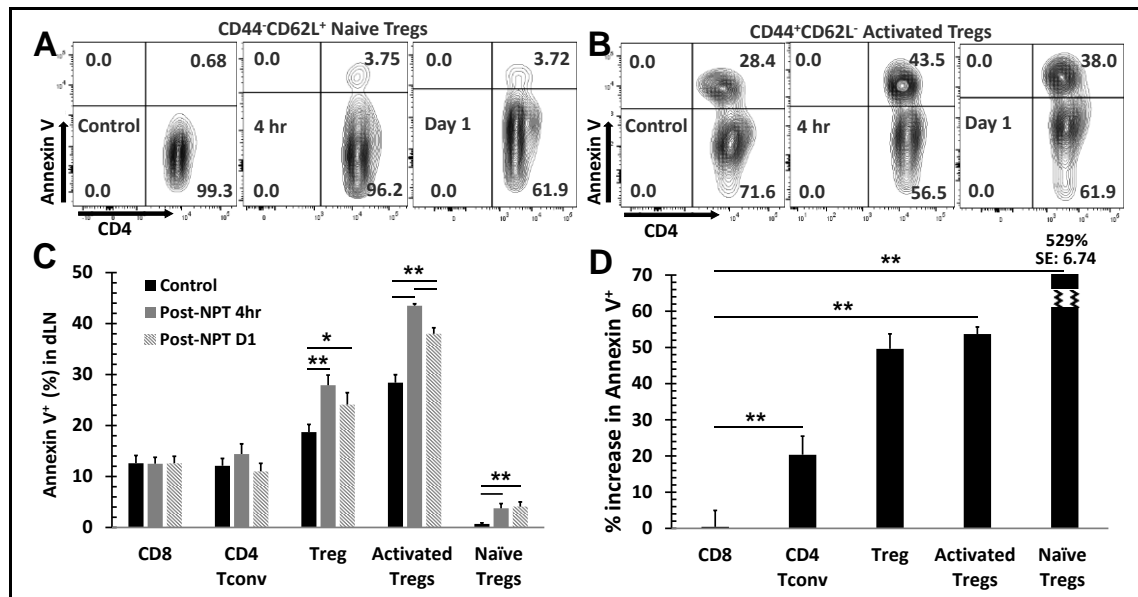 A
CD44-CD62L+ Naive Tregs
0.0 0.68
Control
0.0 99.3
0.0 3.75
4 hr
0.0 96.2
0.0 3.72
Day 1
0.0 61.9
Annexin V
CD4
B
CD44+CD62L- Activated Tregs
0.0 28.4
Control
0.0 71.6
0.0 43.5
4 hr
0.0 56.5
0.0 38.0
Day 1
0.0 61.9
Annexin V
CD4
C
Annexin V+ (%) in dLN
50
40
30
20
10
0
Control
Post-NPT 4hr
Post-NPT D1
*
**
**
**
CD8
CD4
Tconv
Treg
Activated
Tregs
Naïve
Tregs
D
529%
SE: 6.74
% increase in Annexin V+
70
60
50
40
30
20
10
0
**
**
**
CD8
CD4
Tconv
Treg
Activated
Tregs
Naïve
Tregs